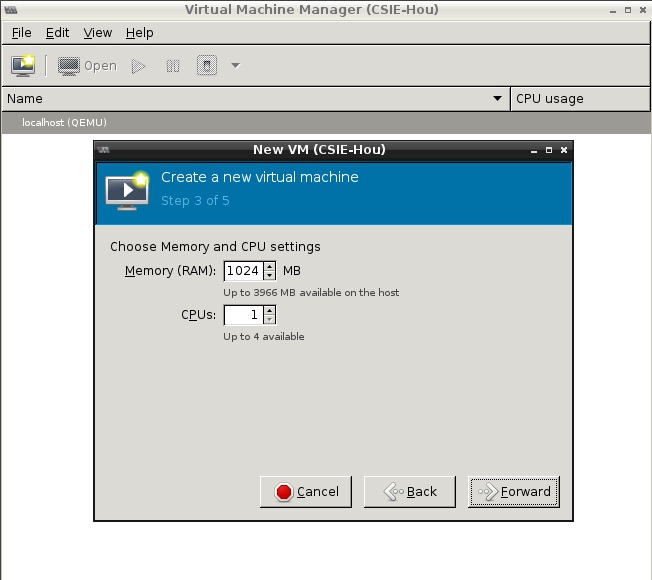 Virtual Machine Manager (CSIE-Hou)
File Edit View Help
Open
Name CPU usage
localhost (QEMU)
New VM (CSIE-Hou)
Create a new virtual machine
Step 3 of 5
Choose Memory and CPU settings
Memory (RAM): 1024 MB
Up to 3966 MB available on the host
CPUs: 1
Up to 4 available
Cancel Back Forward